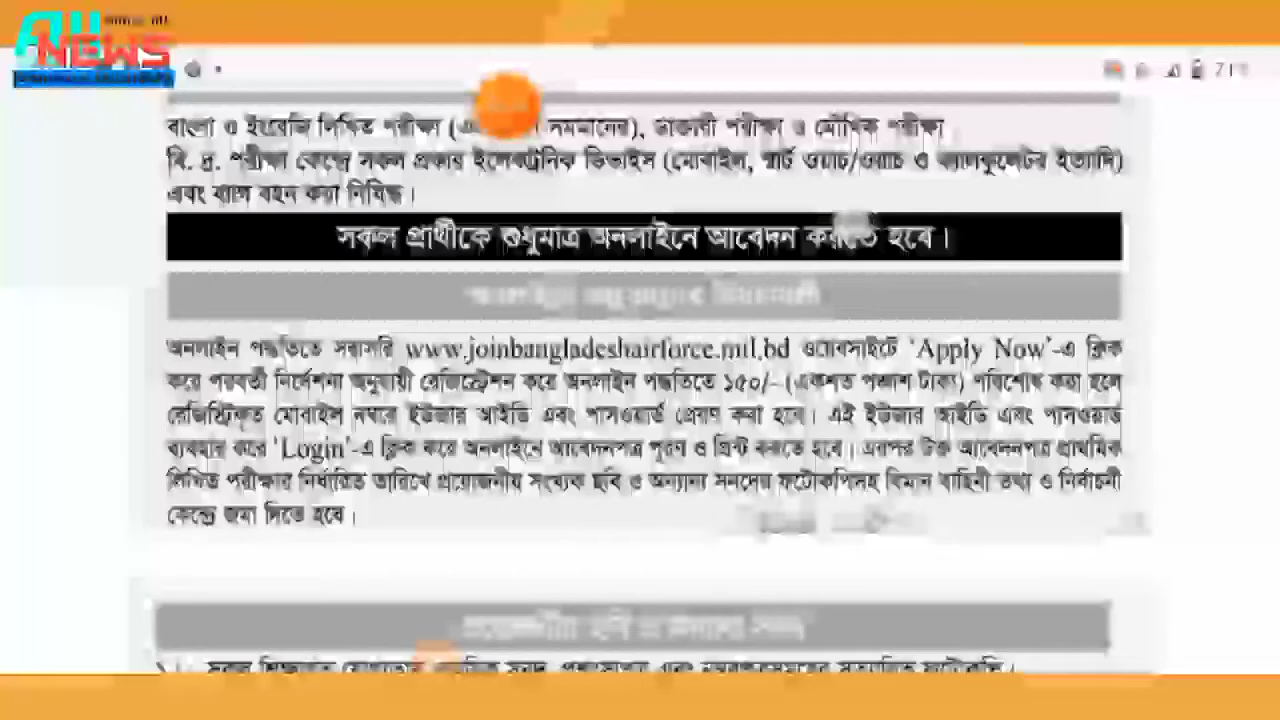 NEWS
বাংলা ও ইংরেজি লিখিত পরীক্ষা সমমানের), ডাক্তারী পরীক্ষা ও মৌখিক পরীক্ষা
বি. দ্র. পরীক্ষা কেন্দ্রে সকল প্রকার ইলেকট্রনিক ডিভাইস (মোবাইল, স্মার্ট ওয়াচ/ওয়াচ ও ক্যালকুলেটর ইত্যাদি)
এবং ব্যাগ বহন করা নিষিদ্ধ।
সকল প্রার্থীকে শুধুমাত্র অনলাইনে আবেদন করতে হবে।
অনলাইন পদ্ধতিতে সরাসরি www.joinbangladeshairforce.mil.bd ওয়েবসাইটে ‘Apply Now’-এ ক্লিক
করে পরবর্তী নির্দেশনা অনুযায়ী রেজিস্ট্রেশন করে অনলাইন পদ্ধতিতে ১৫০/- (একশত পঞ্চাশ টাকা) পরিশোধ করা হলে
রেজিস্ট্রিকৃত মোবাইল নম্বরে ইউজার আইডি এবং পাসওয়ার্ড প্রেরণ করা হবে। এই ইউজার আইডি এবং পাসওয়ার্ড
ব্যবহার করে ‘Login’-এ ক্লিক করে অনলাইনে আবেদনপত্র পূরণ ও প্রিন্ট করতে হবে। এরপর উক্ত আবেদনপত্র প্রাথমিক
লিখিত পরীক্ষার নির্ধারিত তারিখে প্রয়োজনীয় সংখ্যক ছবি ও অন্যান্য সনদের ফটোকপিসহ বিমান বাহিনী তথ্য ও নির্বাচনী
কেন্দ্রে জমা দিতে হবে।